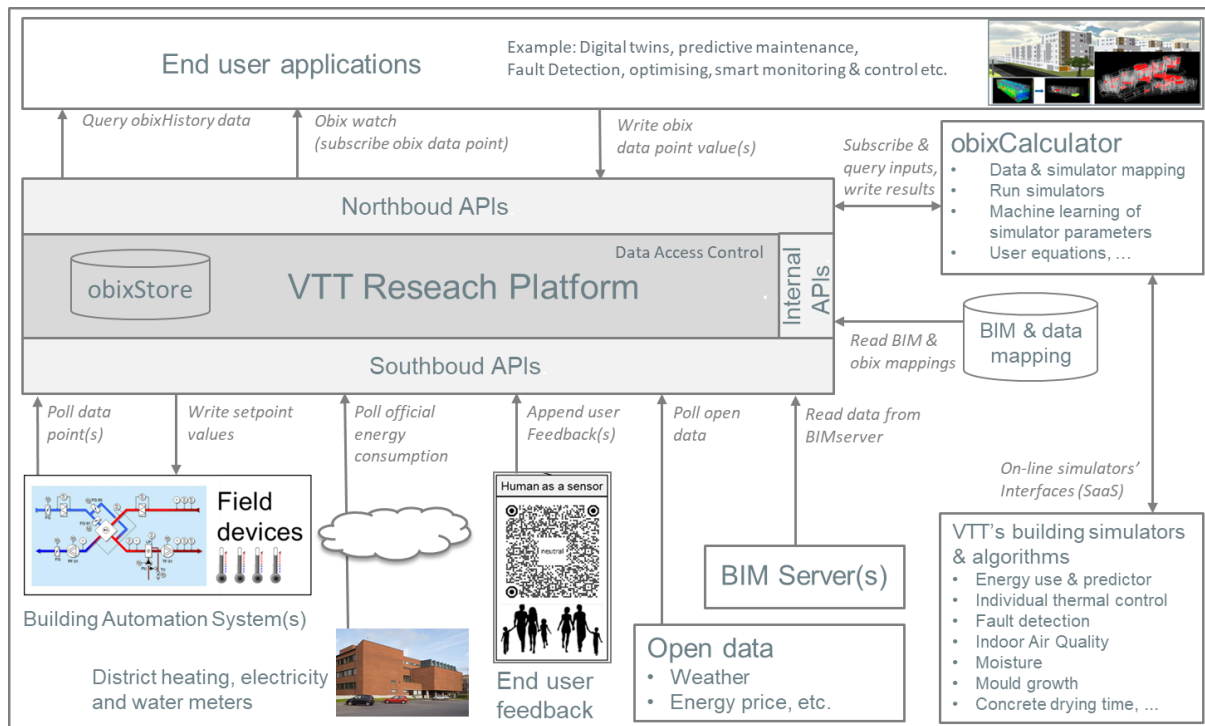 End user applications
Example: Digital twins, predictive maintenance,
Fault Detection, optimising, smart monitoring & control etc.
Query obixHistory data
Obix watch
(subscribe obix data point)
Write obix
data point value(s)
Subscribe &
query inputs,
write results
obixCalculator
• Data & simulator mapping
• Run simulators
• Machine learning of
simulator parameters
• User equations, ...
Northboud APIs
Data Access Control
obixStore
VTT Reseach Platform
Internal
APIs
Southboud APIs
Read BIM &
obix mappings
BIM & data
mapping
Poll data
point(s)
Write setpoint
values
Poll official
energy
consumption
Append user
Feedback(s)
Poll open
data
Read data from
BIMserver
On-line simulators’
Interfaces (SaaS)
Field
devices
Building Automation System(s)
Human as a sensor
neutral
BIM Server(s)
VTT’s building simulators
& algorithms
• Energy use & predictor
• Individual thermal control
• Fault detection
• Indoor Air Quality
• Moisture
• Mould growth
• Concrete drying time, ...
District heating, electricity
and water meters
End user
feedback
Open data
• Weather
• Energy price, etc.